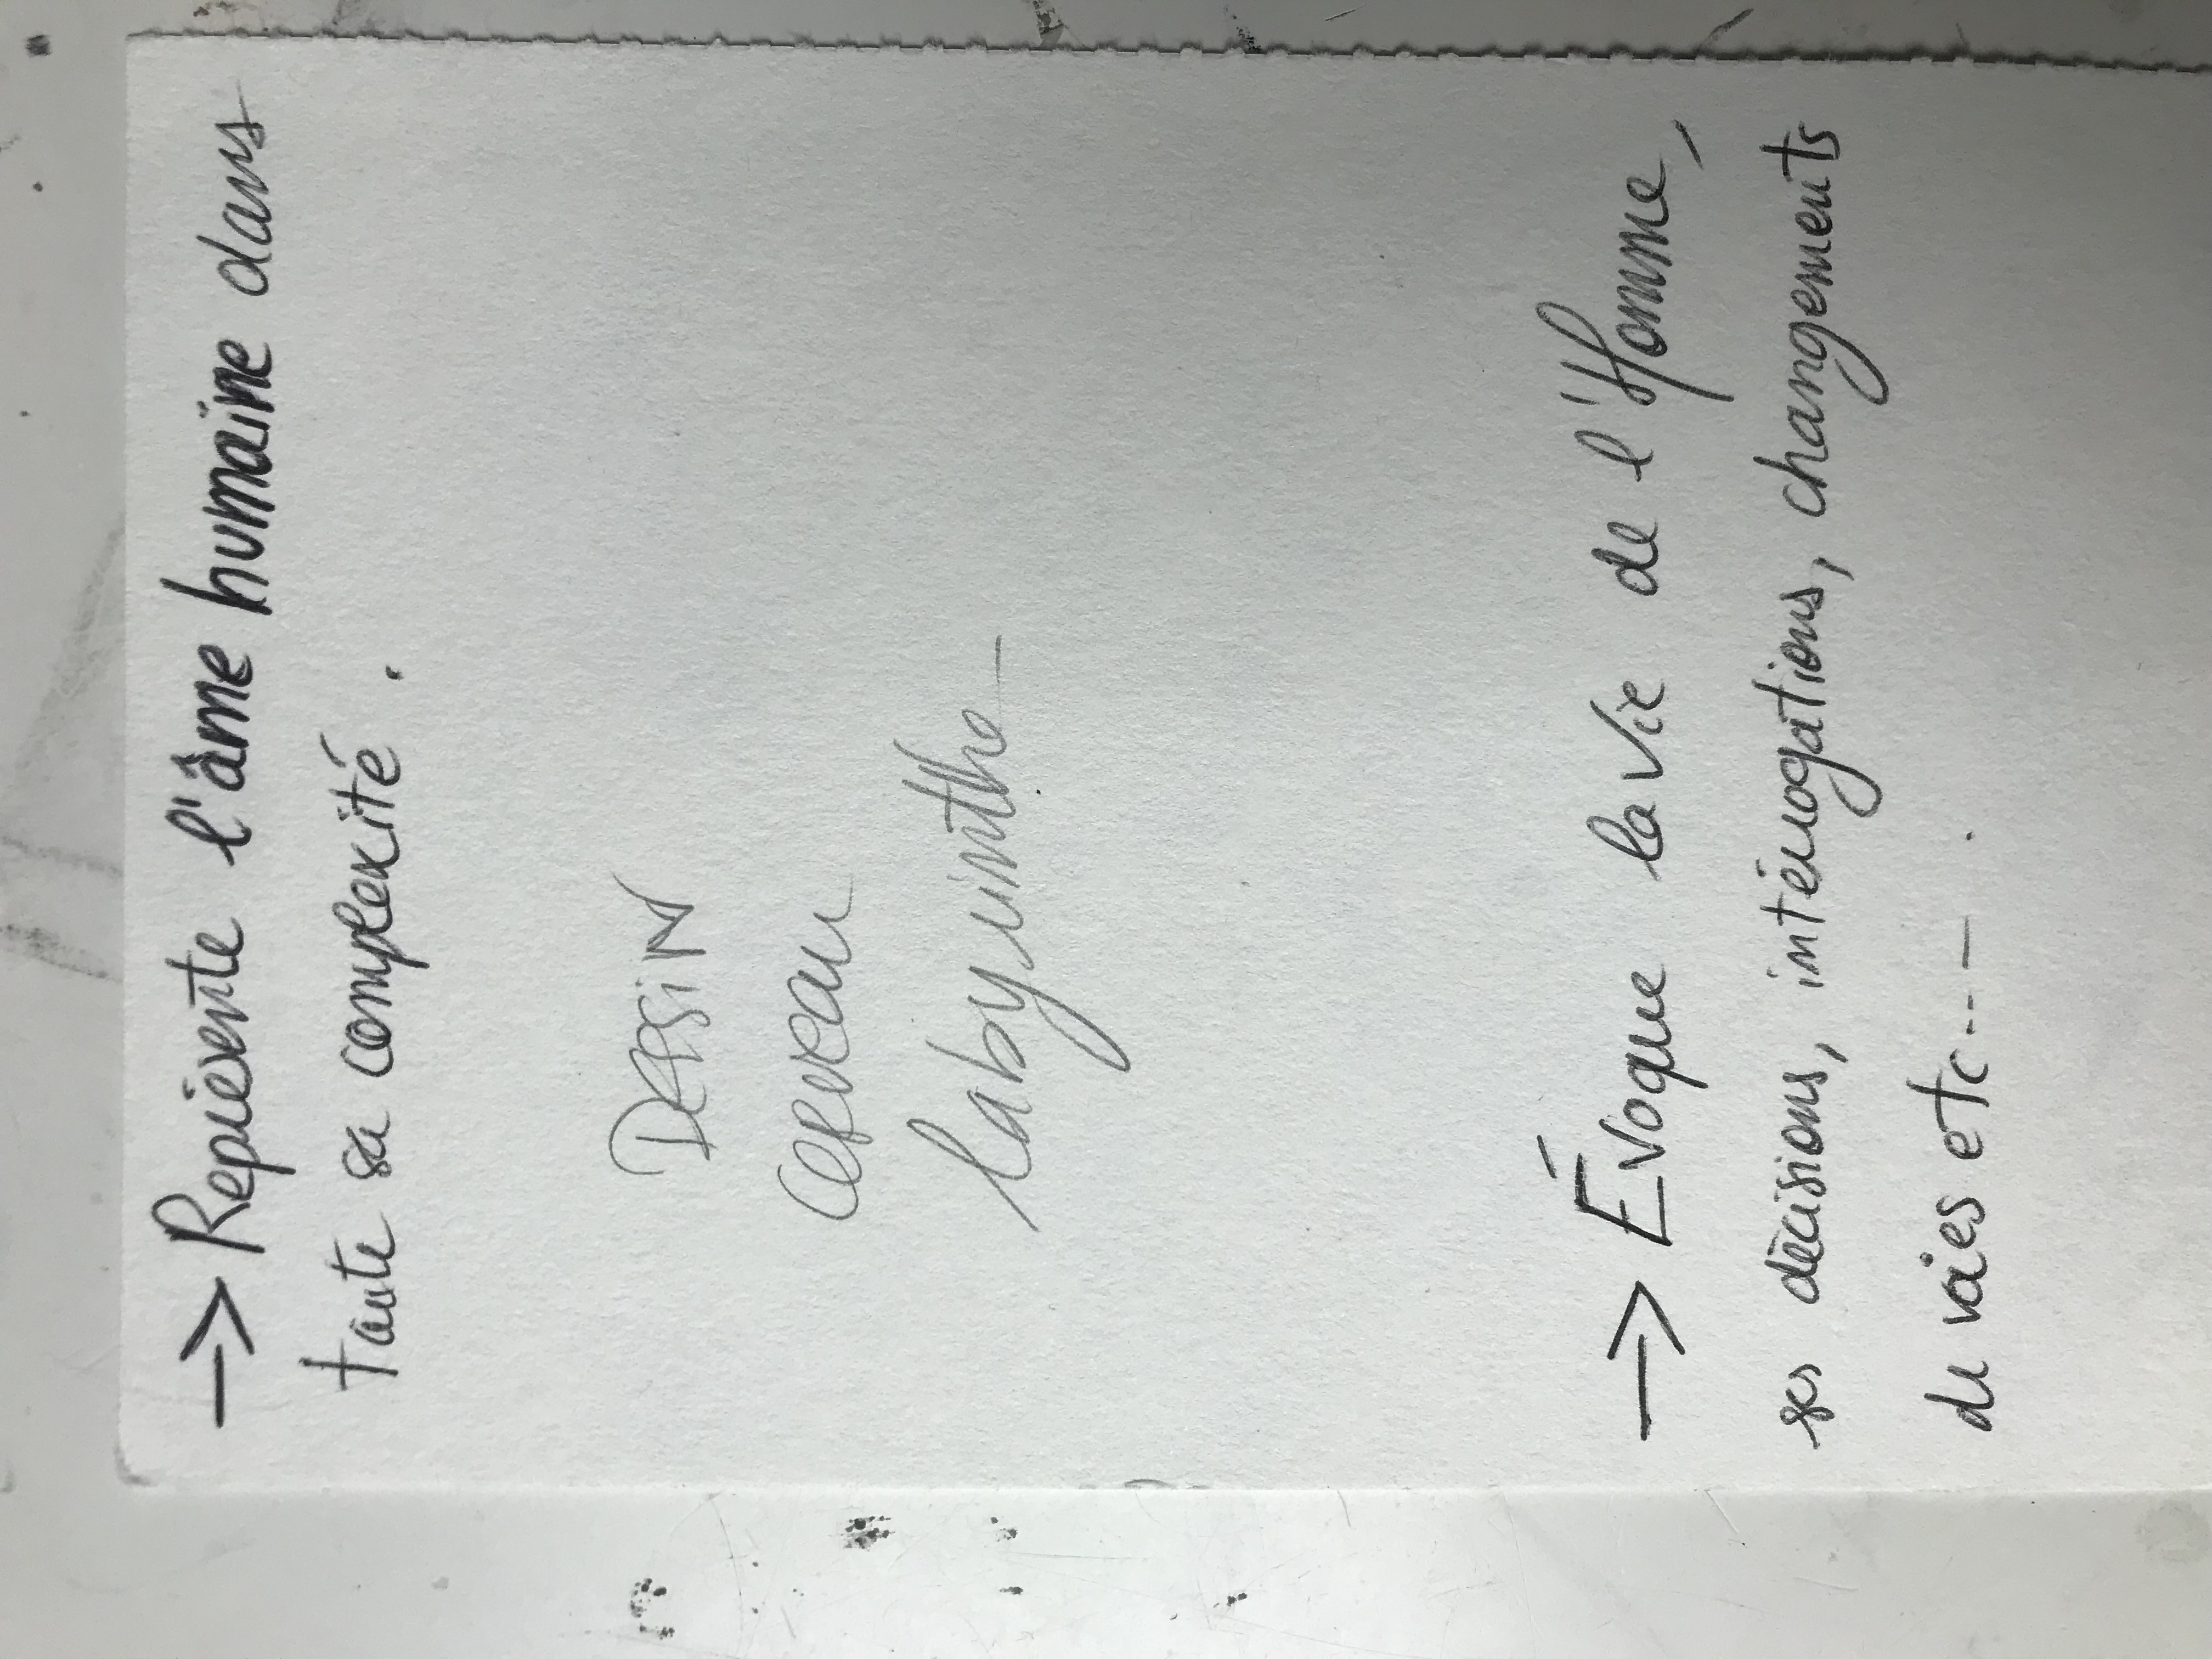 → Représente l'âme humaine dans
toute sa complexité .
DESSiN
cerveau
labyrinthe
→ Évoque la vie de l'Homme,
ses décisions, intérrogations, changements
de voies etc... .